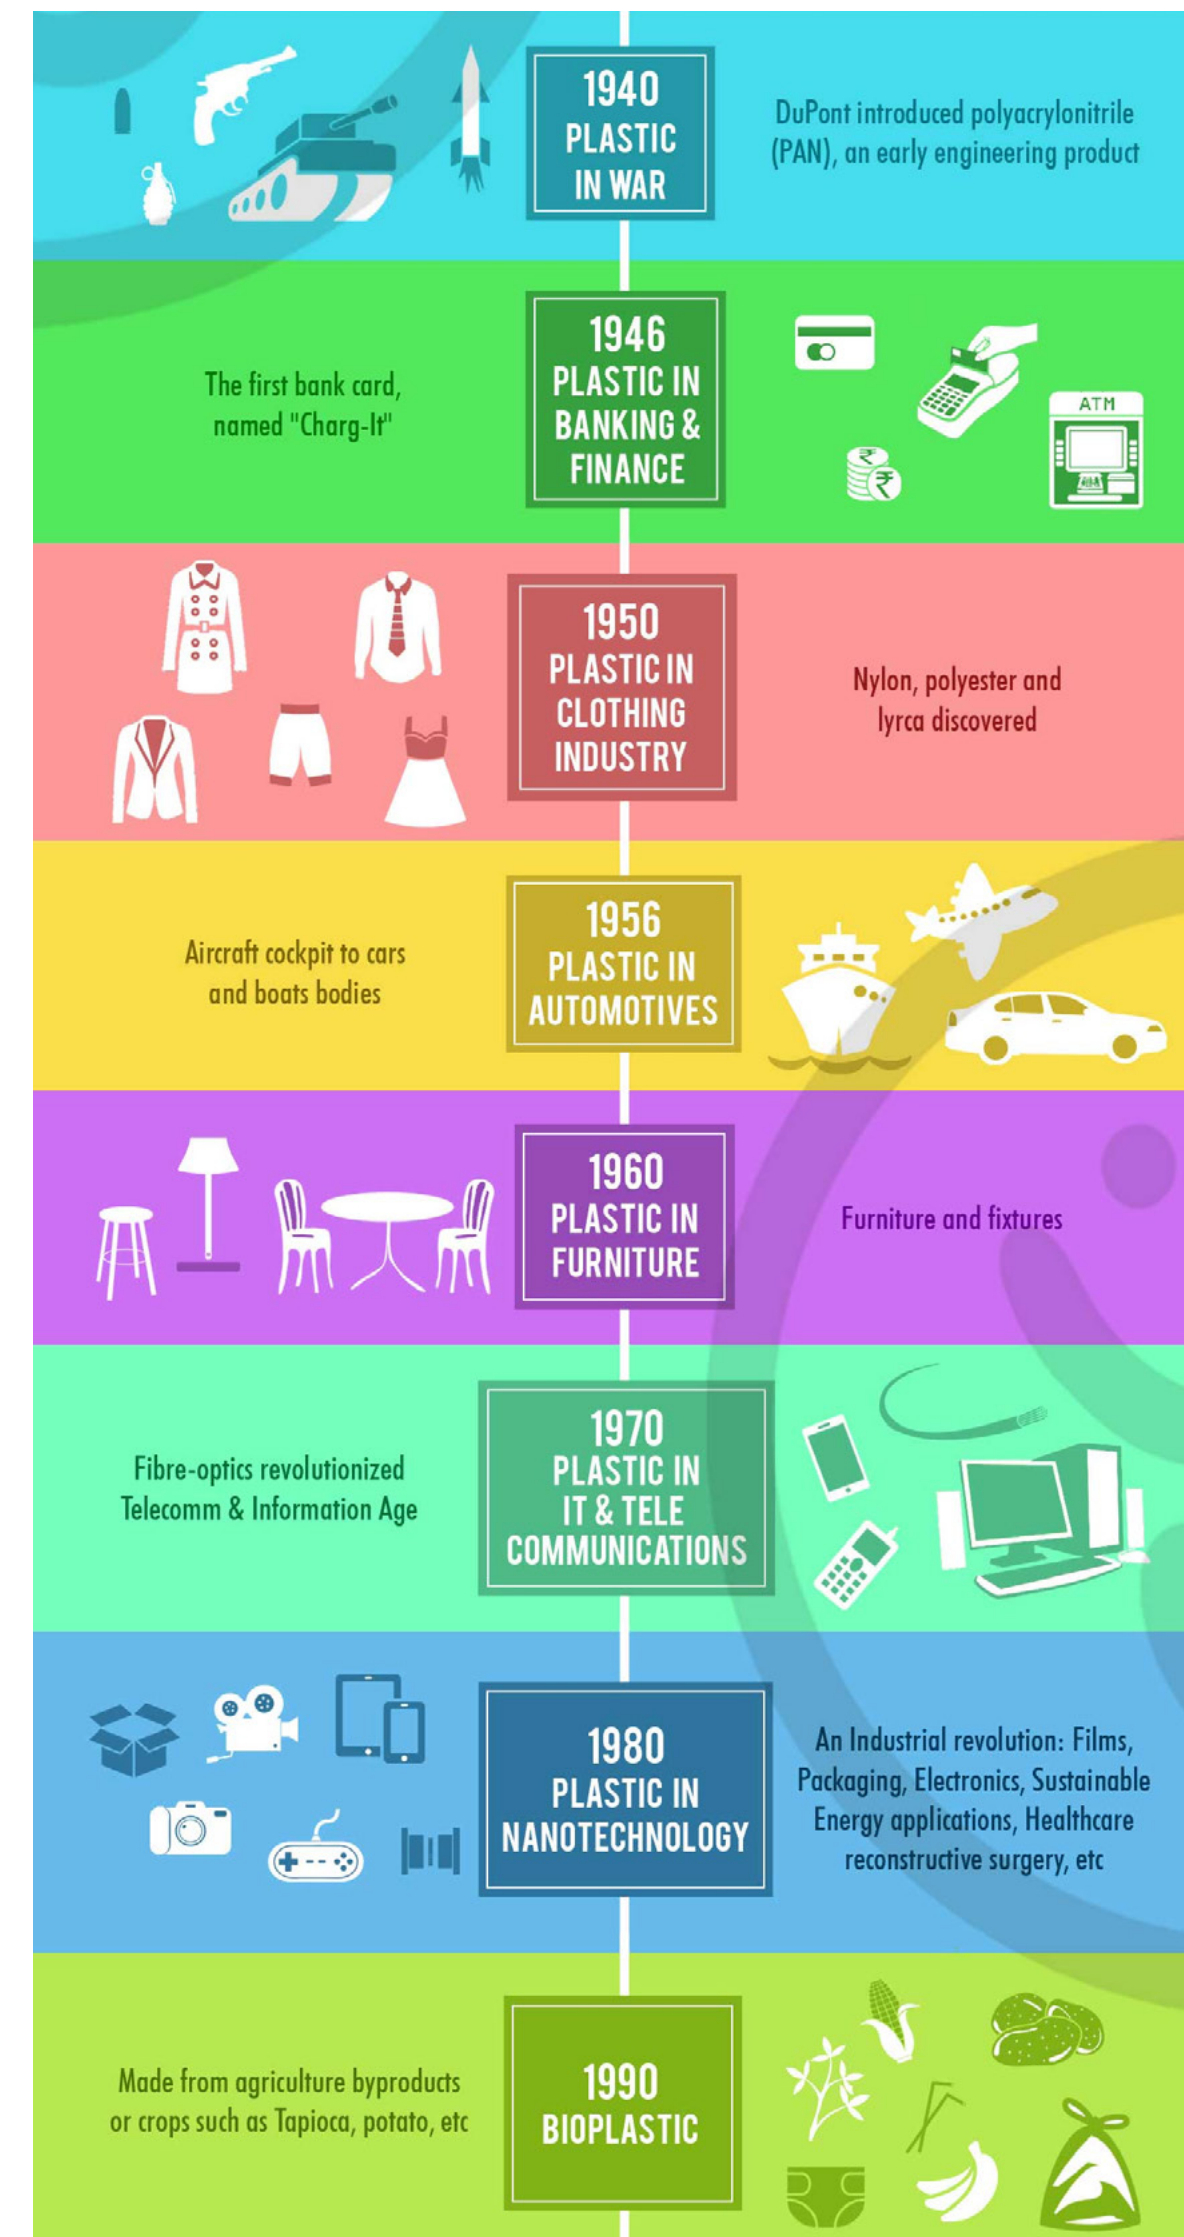 1940
PLASTIC
IN WAR
DuPont introduced polyacrylonitrile
(PAN), an early engineering product
The first bank card,
named "Charg-It"
1946
PLASTIC IN
BANKING &
FINANCE
ATM
₹
₹
1950
PLASTIC IN
CLOTHING
INDUSTRY
Nylon, polyester and
lyrca discovered
Aircraft cockpit to cars
and boats bodies
1956
PLASTIC IN
AUTOMOTIVES
1960
PLASTIC IN
FURNITURE
Furniture and fixtures
Fibre-optics revolutionized
Telecomm & Information Age
1970
PLASTIC IN
IT & TELE
COMMUNICATIONS
1980
PLASTIC IN
NANOTECHNOLOGY
An Industrial revolution: Films,
Packaging, Electronics, Sustainable
Energy applications, Healthcare
reconstructive surgery, etc
Made from agriculture byproducts
or crops such as Tapioca, potato, etc
1990
BIOPLASTIC